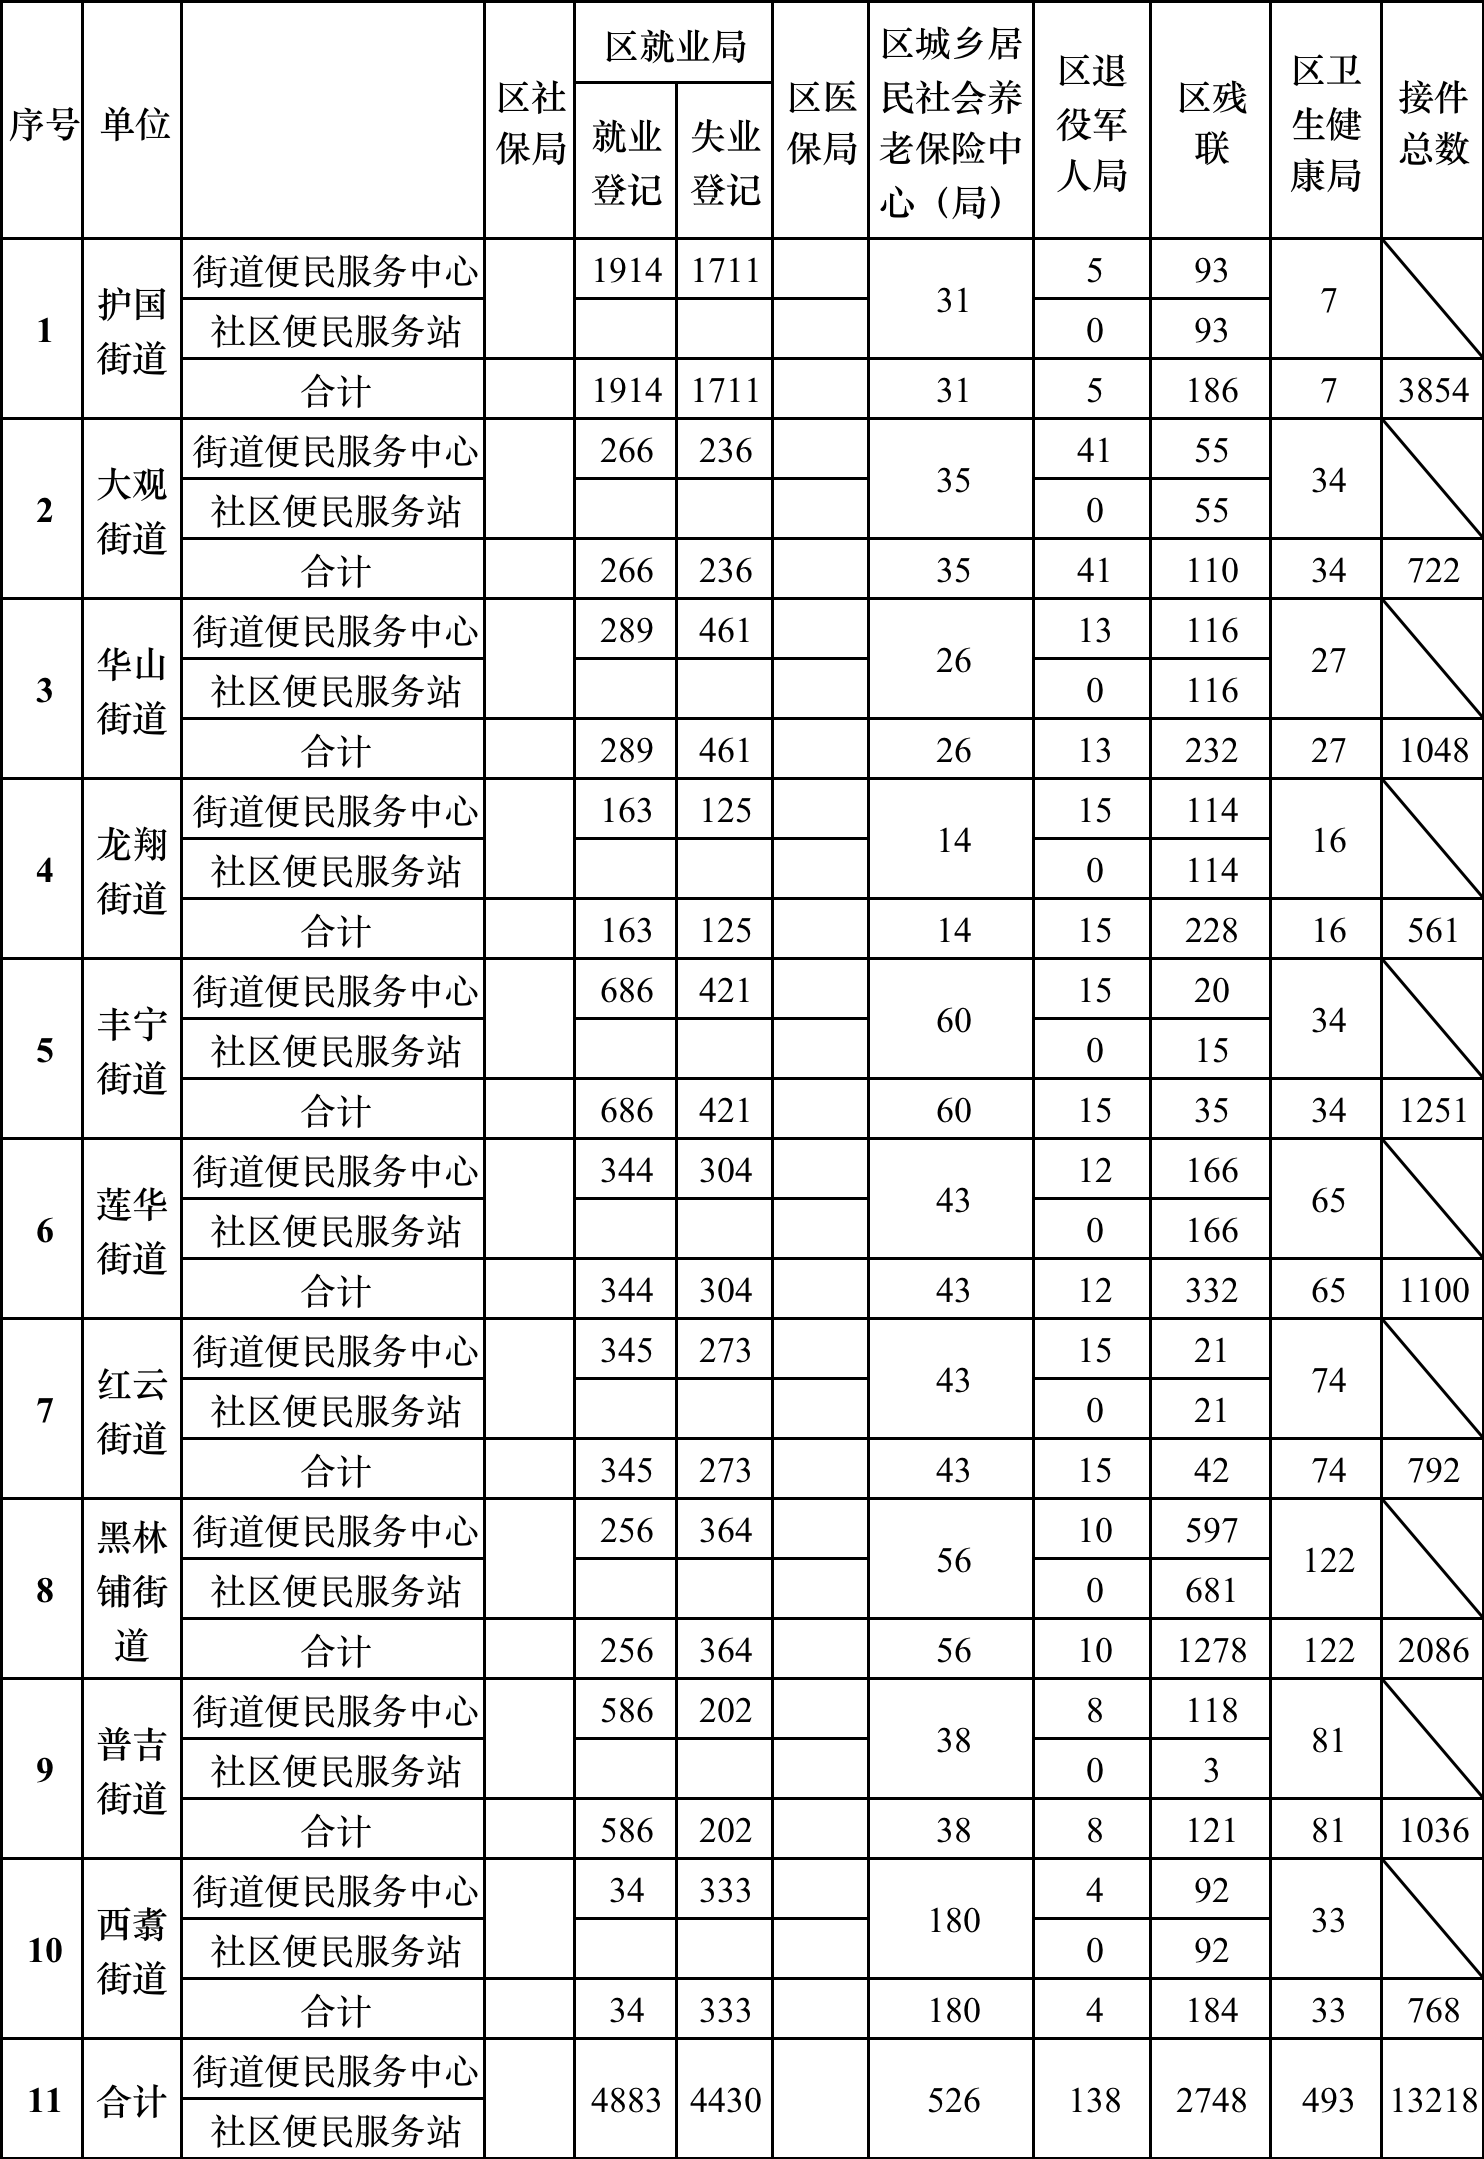 序号 单位 区社保局 区就业局 就业登记 失业登记 区医保局 区城乡居民社会养老保险中心（局） 区退役军人局 区残联 区卫生健康局 接件总数
1 护国街道 街道便民服务中心 1914 1711 31 5 93 7
社区便民服务站 0 93
合计 1914 1711 31 5 186 7 3854
2 大观街道 街道便民服务中心 266 236 35 41 55 34
社区便民服务站 0 55
合计 266 236 35 41 110 34 722
3 华山街道 街道便民服务中心 289 461 26 13 116 27
社区便民服务站 0 116
合计 289 461 26 13 232 27 1048
4 龙翔街道 街道便民服务中心 163 125 14 15 114 16
社区便民服务站 0 114
合计 163 125 14 15 228 16 561
5 丰宁街道 街道便民服务中心 686 421 60 15 20 34
社区便民服务站 0 15
合计 686 421 60 15 35 34 1251
6 莲华街道 街道便民服务中心 344 304 43 12 166 65
社区便民服务站 0 166
合计 344 304 43 12 332 65 1100
7 红云街道 街道便民服务中心 345 273 43 15 21 74
社区便民服务站 0 21
合计 345 273 43 15 42 74 792
8 黑林铺街道 街道便民服务中心 256 364 56 10 597 122
社区便民服务站 0 681
合计 256 364 56 10 1278 122 2086
9 普吉街道 街道便民服务中心 586 202 38 8 118 81
社区便民服务站 0 3
合计 586 202 38 8 121 81 1036
10 西翥街道 街道便民服务中心 34 333 180 4 92 33
社区便民服务站 0 92
合计 34 333 180 4 184 33 768
11 合计 街道便民服务中心 4883 4430 526 138 2748 493 13218
社区便民服务站